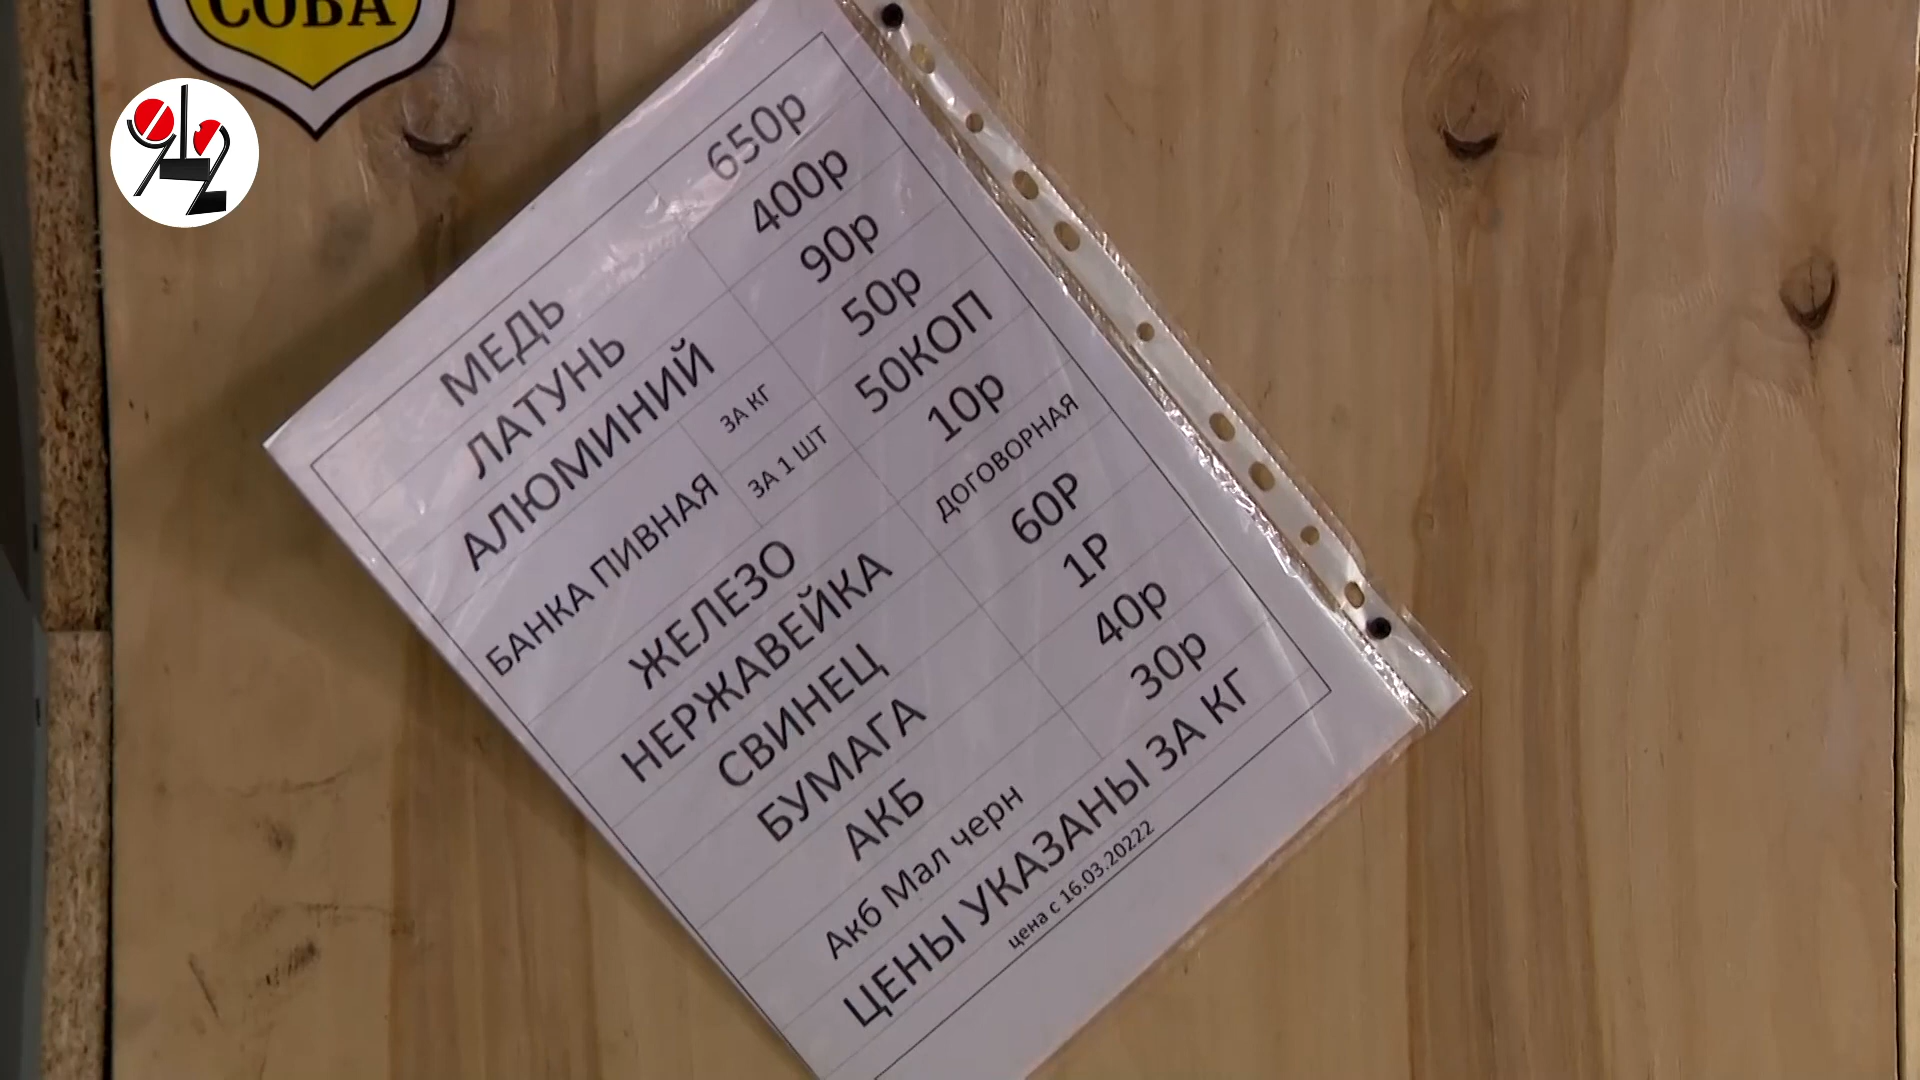 СОВА
МЕДЬ 650р
ЛАТУНЬ 400р
АЛЮМИНИЙ 90р
БАНКА ПИВНАЯ ЗА КГ 50р
ЗА 1 ШТ 50КОП
ЖЕЛЕЗО 10р
НЕРЖАВЕЙКА ДОГОВОРНАЯ
СВИНЕЦ 60Р
БУМАГА 1Р
АКБ 40р
Акб Мал черн 30р
ЦЕНЫ УКАЗАНЫ ЗА КГ
цена с 16.03.20222